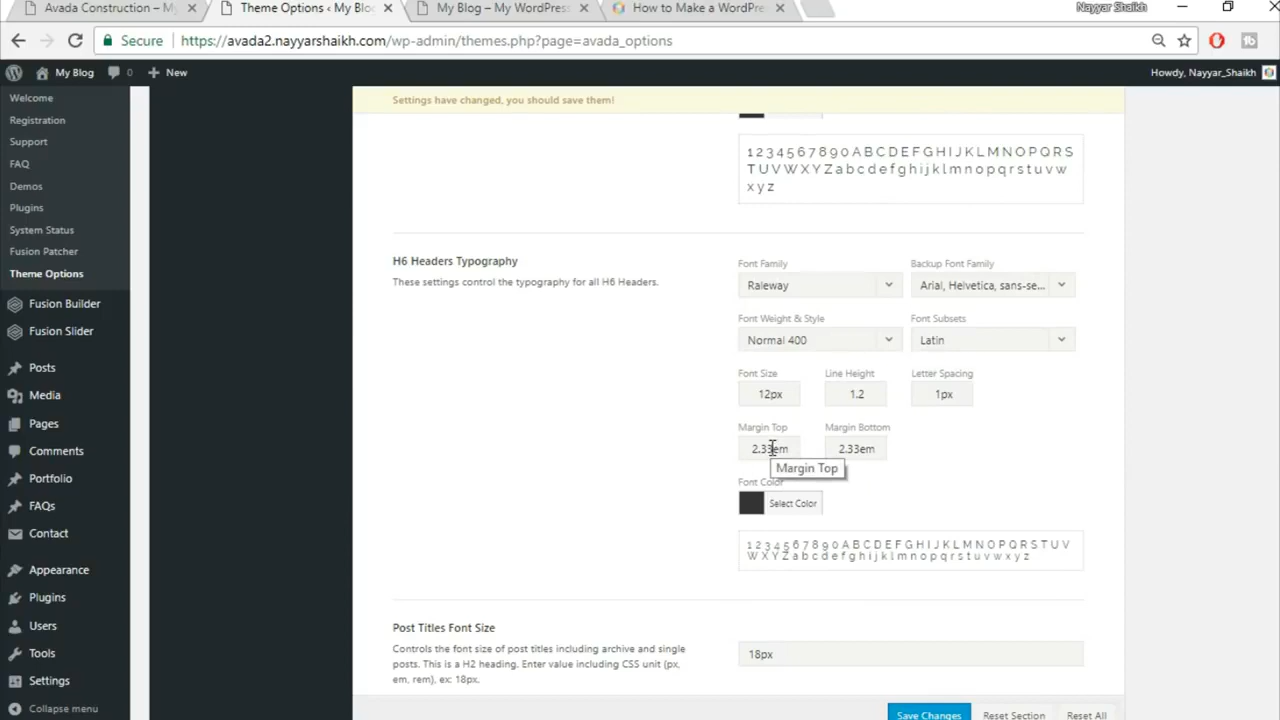 Avada Construction – My
Theme Options ‹ My Blo
My Blog – My WordPress
How to Make a WordPre
Nayyar Shaikh
Secure
https://avada2.nayyarshaikh.com/wp-admin/themes.php?page=avada_options
My Blog
0
New
Howdy, Nayyar_Shaikh
Welcome
Registration
Support
FAQ
Demos
Plugins
System Status
Fusion Patcher
Theme Options
Fusion Builder
Fusion Slider
Posts
Media
Pages
Comments
Portfolio
FAQs
Contact
Appearance
Plugins
Users
Tools
Settings
Collapse menu
Settings have changed, you should save them!
1 2 3 4 5 6 7 8 9 0 A B C D E F G H I J K L M N O P Q R S
T U V W X Y Z a b c d e f g h i j k l m n o p q r s t u v w
x y z
H6 Headers Typography
These settings control the typography for all H6 Headers.
Font Family
Backup Font Family
Raleway
Arial, Helvetica, sans-se...
Font Weight & Style
Font Subsets
Normal 400
Latin
Font Size
Line Height
Letter Spacing
12px
1.2
1px
Margin Top
Margin Bottom
2.33em
2.33em
Margin Top
Font Color
Select Color
1 2 3 4 5 6 7 8 9 0 A B C D E F G H I J K L M N O P Q R S T U V
W X Y Z a b c d e f g h i j k l m n o p q r s t u v w x y z
Post Titles Font Size
Controls the font size of post titles including archive and single
posts. This is a H2 heading. Enter value including CSS unit (px,
em, rem), ex: 18px.
18px
Save Changes
Reset Section
Reset All